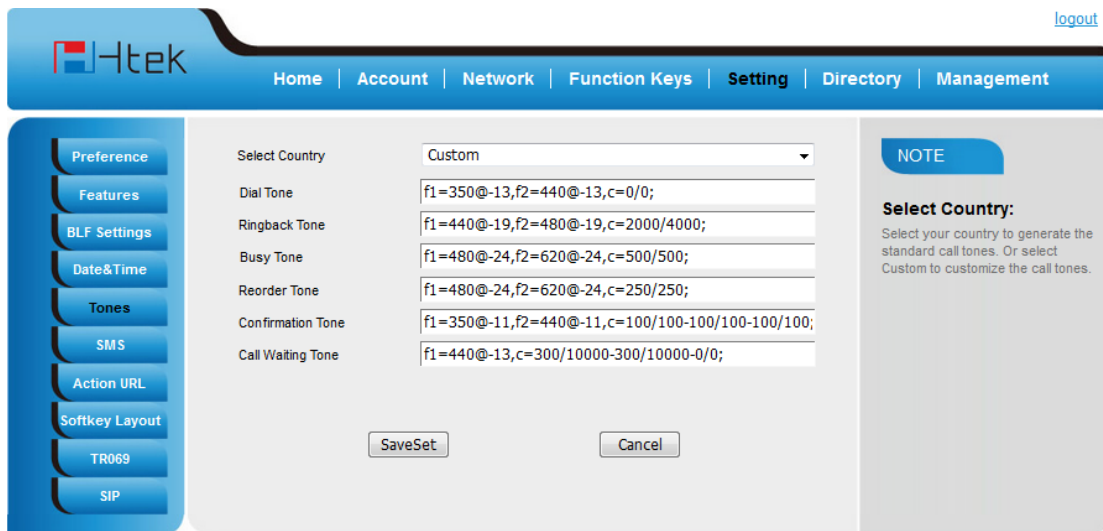 logout
Htek
Home Account Network Function Keys Setting Directory Management
Preference
Features
BLF Settings
Date&Time
Tones
SMS
Action URL
Softkey Layout
TR069
SIP
Select Country Custom
Dial Tone f1=350@-13,f2=440@-13,c=0/0;
Ringback Tone f1=440@-19,f2=480@-19,c=2000/4000;
Busy Tone f1=480@-24,f2=620@-24,c=500/500;
Reorder Tone f1=480@-24,f2=620@-24,c=250/250;
Confirmation Tone f1=350@-11,f2=440@-11,c=100/100-100/100-100/100;
Call Waiting Tone f1=440@-13,c=300/10000-300/10000-0/0;
SaveSet Cancel
NOTE
Select Country:
Select your country to generate the
standard call tones. Or select
Custom to customize the call tones.